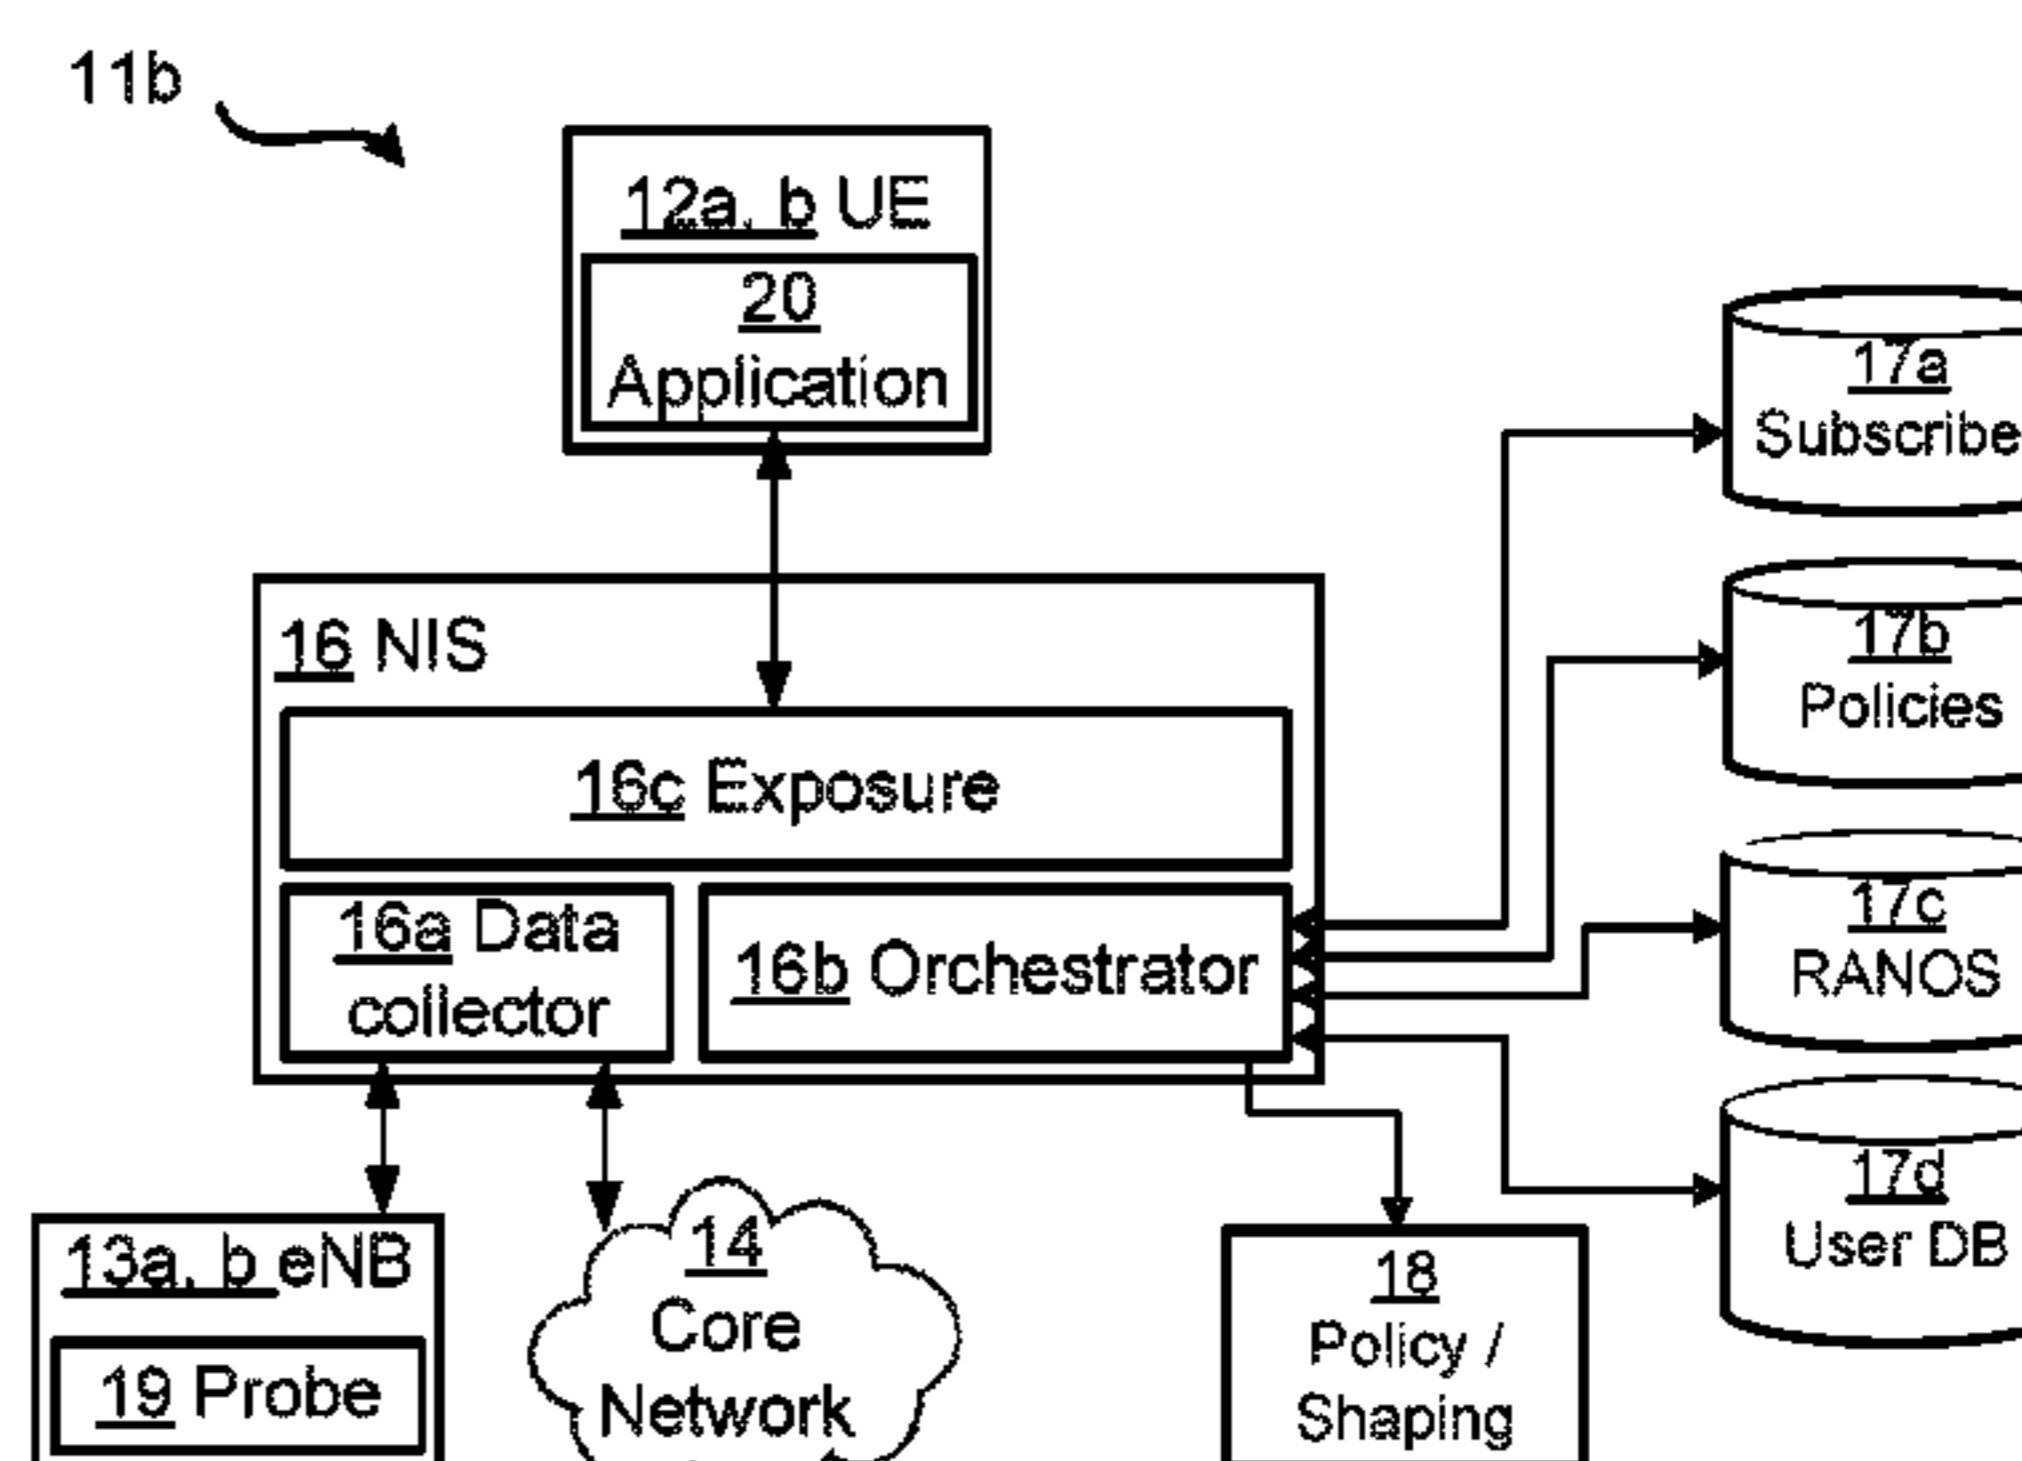 11b
12a, b UE
20
Application
17a
Subscribe
17b
Policies
16 NIS
16c Exposure
17c
RANOS
16a Data
collector
16b Orchestrator
17d
User DB
13a, b eNB
19 Probe
14
Core
Network
18
Policy /
Shaping